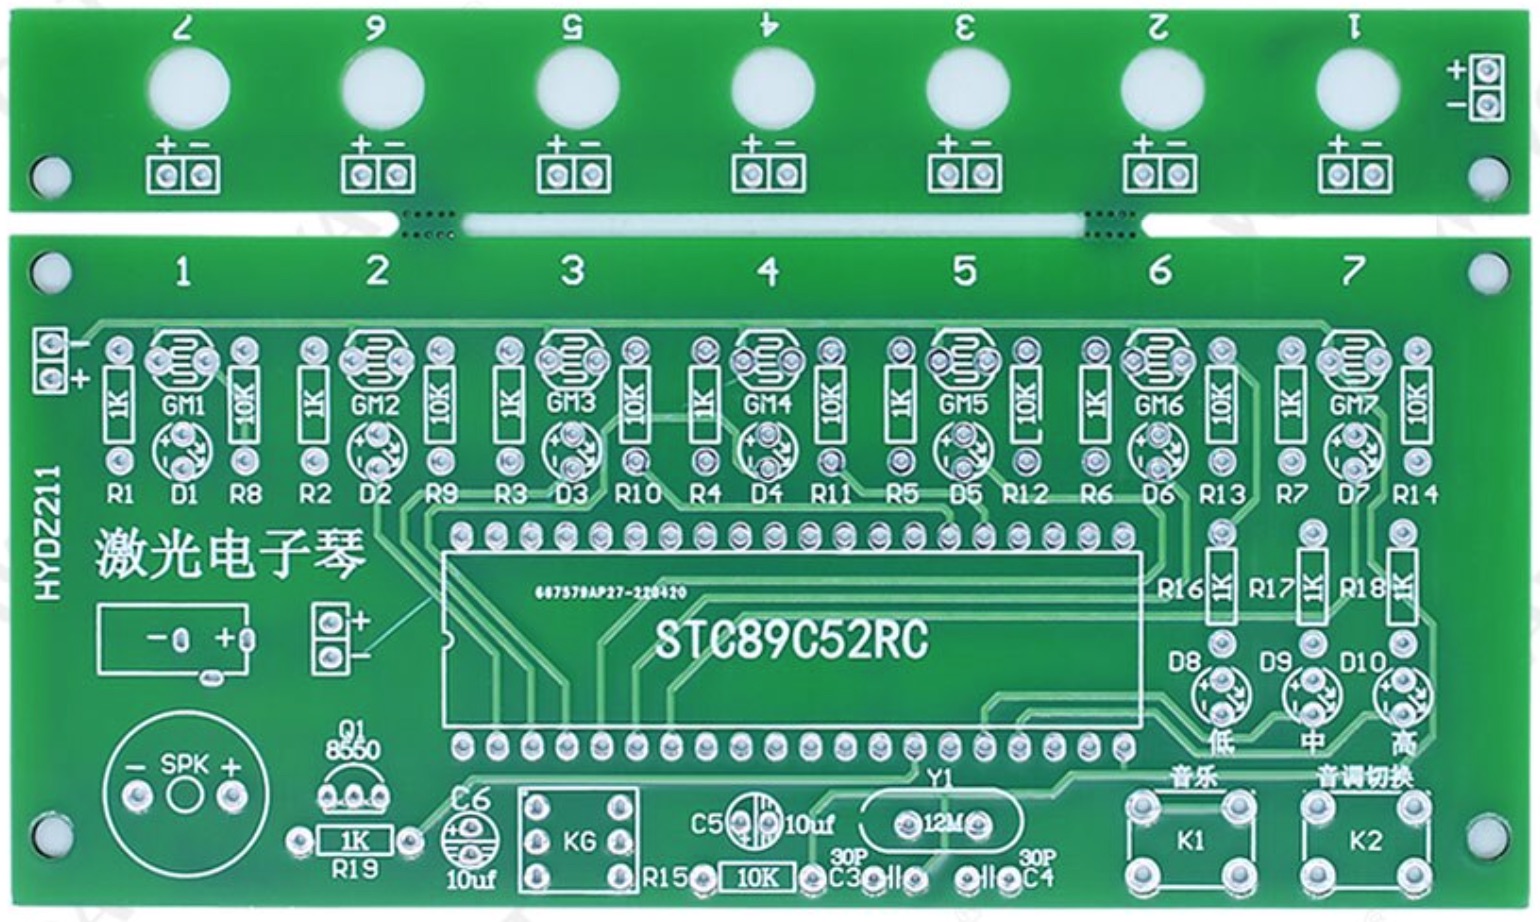 7 6 5 4 3 2 1
+
-
+ - + - + - + - + - + - + -
1 2 3 4 5 6 7
-
+
1K GM1 10K 1K GM2 10K 1K GM3 10K 1K GM4 10K 1K GM5 10K 1K GM6 10K 1K GM7 10K
R1 D1 R8 R2 D2 R9 R3 D3 R10 R4 D4 R11 R5 D5 R12 R6 D6 R13 R7 D7 R14
HYDZ211
激光电子琴
667579AP27-220420
STC89C52RC
R16 1K R17 1K R18 1K
- +
+
-
D8 D9 D10
低 中 高
Q1
8550
- SPK +
1K
R19
C6
10uf
KG
C5 10uf
R15 10K
Y1
12M
30P 30P
C3 C4
音乐 音调切换
K1 K2